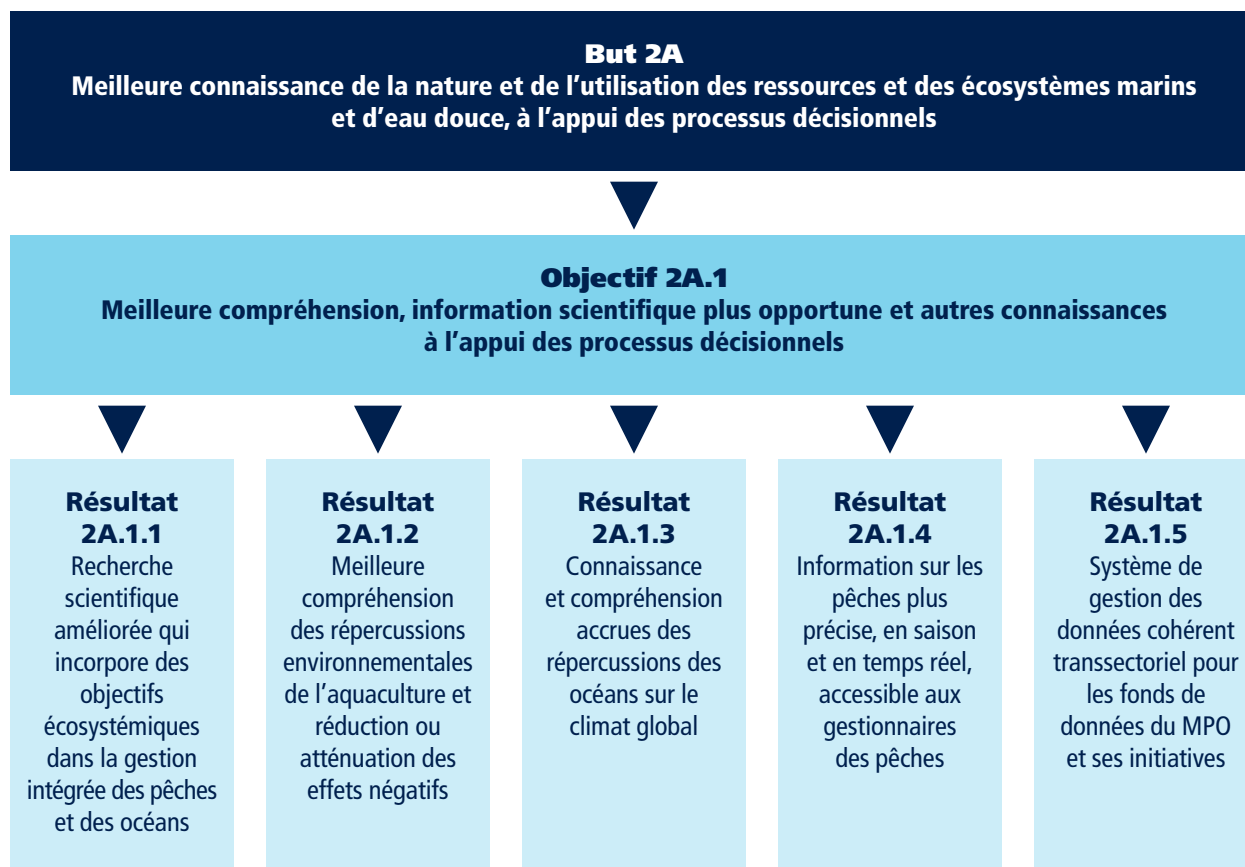 But 2A
Meilleure connaissance de la nature et de l'utilisation des ressources et des écosystèmes marins
et d'eau douce, à l'appui des processus décisionnels
Objectif 2A.1
Meilleure compréhension, information scientifique plus opportune et autres connaissances
à l'appui des processus décisionnels
Résultat
2A.1.1
Recherche
scientifique
améliorée qui
incorpore des
objectifs
écosystémiques
dans la gestion
intégrée des pêches
et des océans
Résultat
2A.1.2
Meilleure
compréhension
des répercussions
environnementales
de l'aquaculture et
réduction ou
atténuation des
effets négatifs
Résultat
2A.1.3
Connaissance
et compréhension
accrues des
répercussions des
océans sur le
climat global
Résultat
2A.1.4
Information sur les
pêches plus
précise, en saison
et en temps réel,
accessible aux
gestionnaires
des pêches
Résultat
2A.1.5
Système de
gestion des
données cohérent
transsectoriel pour
les fonds de
données du MPO
et ses initiatives